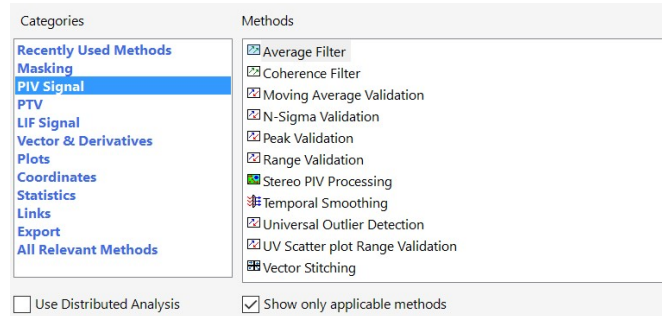 Categories
Methods
Recently Used Methods
Masking
PIV Signal
PTV
LIF Signal
Vector & Derivatives
Plots
Coordinates
Statistics
Links
Export
All Relevant Methods
Average Filter
Coherence Filter
Moving Average Validation
N-Sigma Validation
Peak Validation
Range Validation
Stereo PIV Processing
Temporal Smoothing
Universal Outlier Detection
UV Scatter plot Range Validation
Vector Stitching
Use Distributed Analysis
Show only applicable methods